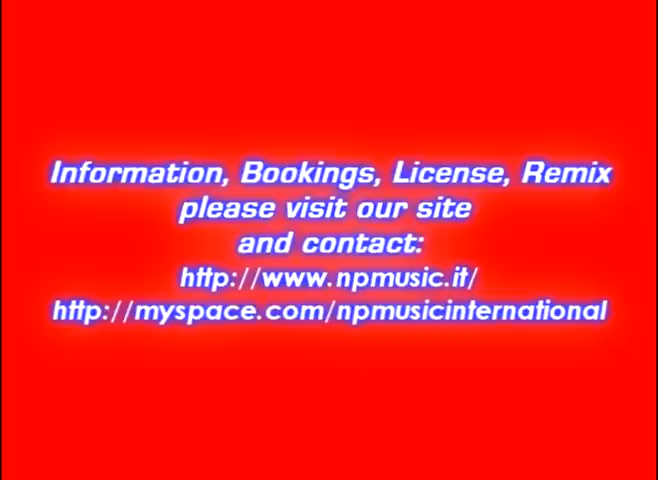 Information, Bookings, License, Remix
please visit our site
and contact:
http://www.npmusic.it/
http://myspace.com/npmusicinternational